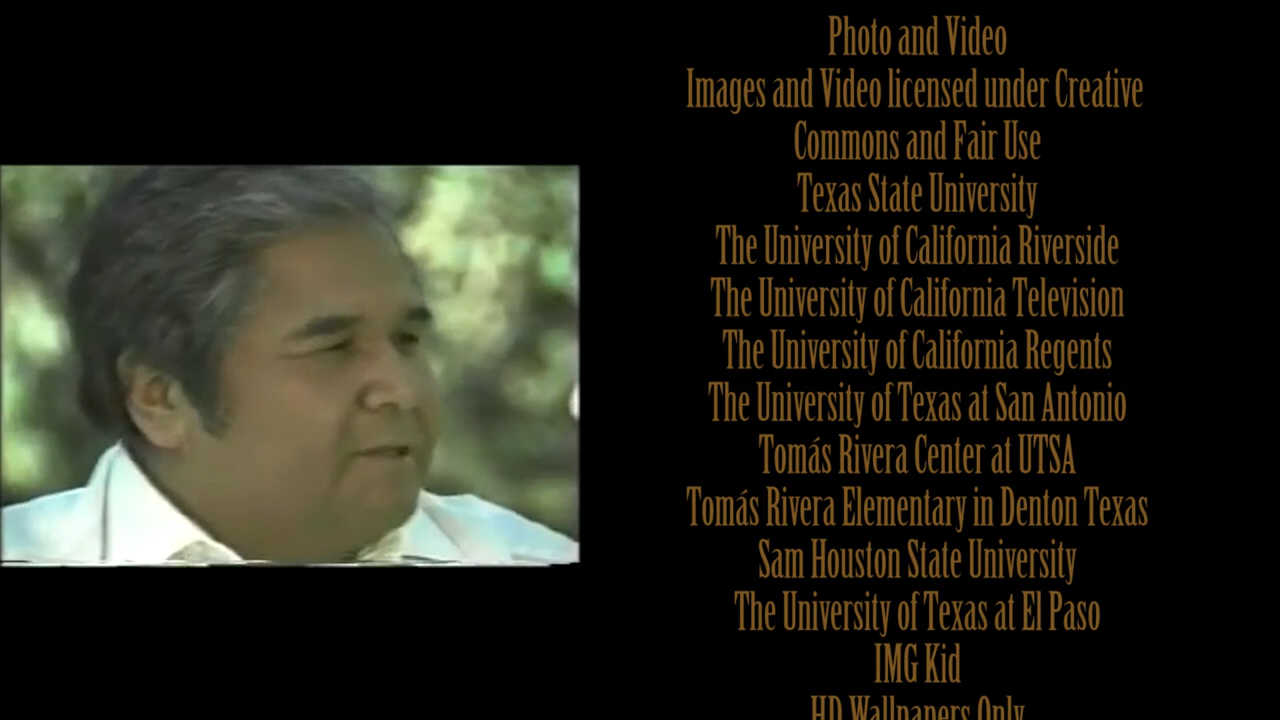 Photo and Video
Images and Video licensed under Creative
Commons and Fair Use
Texas State University
The University of California Riverside
The University of California Television
The University of California Regents
The University of Texas at San Antonio
Tomás Rivera Center at UTSA
Tomás Rivera Elementary in Denton Texas
Sam Houston State University
The University of Texas at El Paso
IMG Kid
HD Wallpapers Only